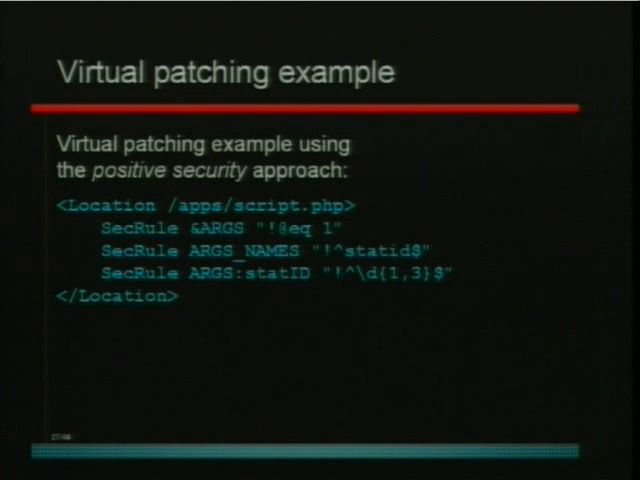 Virtual patching example
Virtual patching example using
the positive security approach:
<Location /apps/script.php>
SecRule &ARGS "!@eq 1"
SecRule ARGS_NAMES "!^statid$"
SecRule ARGS:statID "!^\d{1,3}$"
</Location>